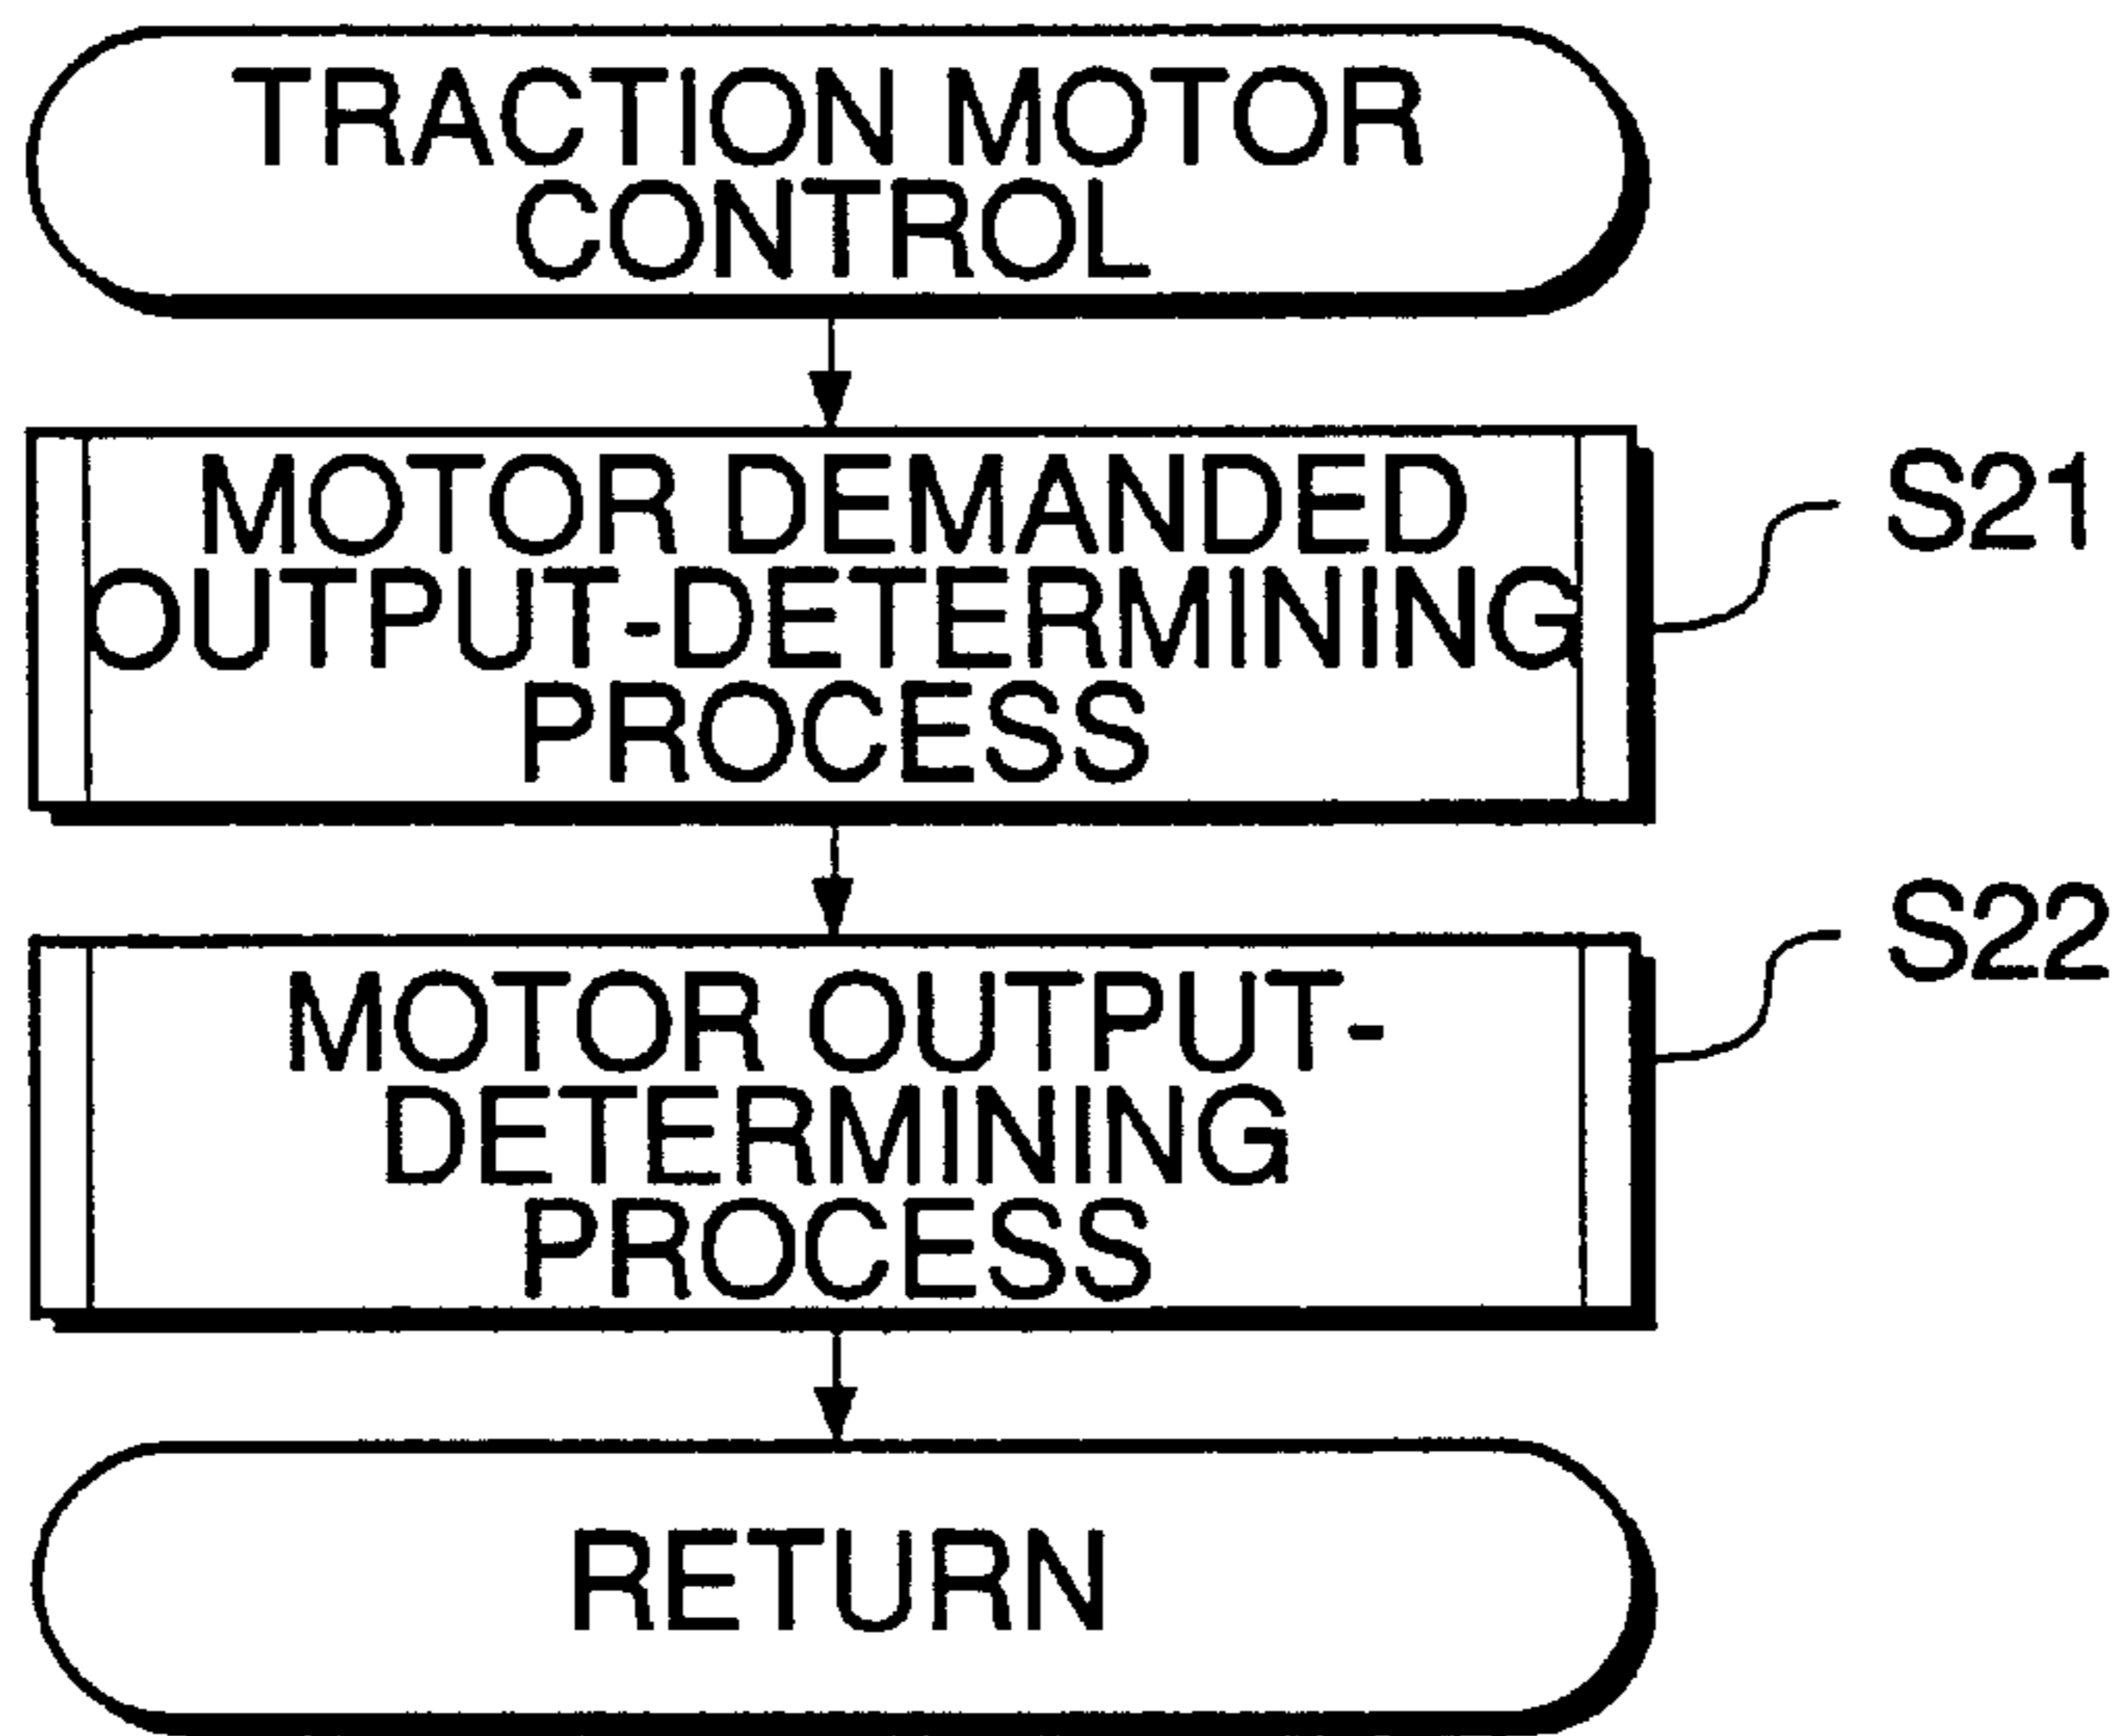 TRACTION MOTOR
CONTROL
MOTOR DEMANDED
OUTPUT-DETERMINING
PROCESS
S21
MOTOR OUTPUT-
DETERMINING
PROCESS
S22
RETURN